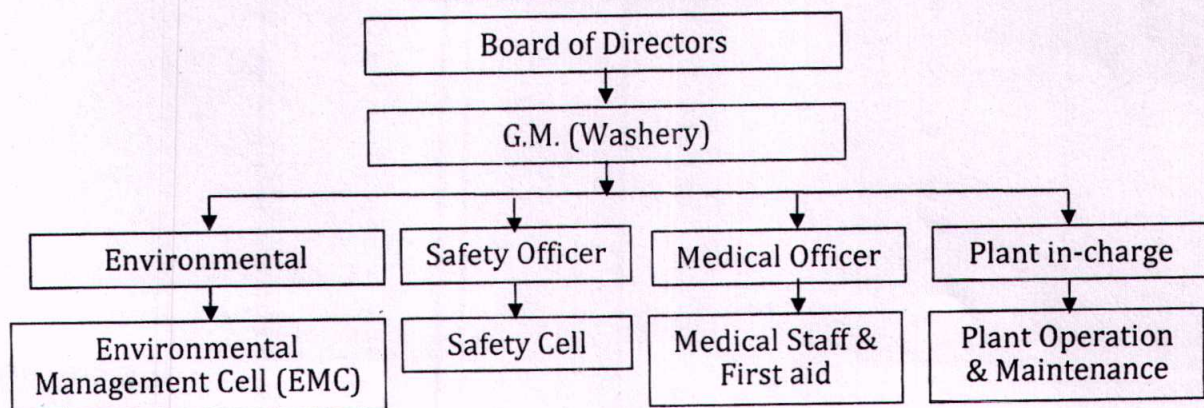 Board of Directors
G.M. (Washery)
Environmental
Safety Officer
Medical Officer
Plant in-charge
Environmental
Management Cell (EMC)
Safety Cell
Medical Staff &
First aid
Plant Operation
& Maintenance